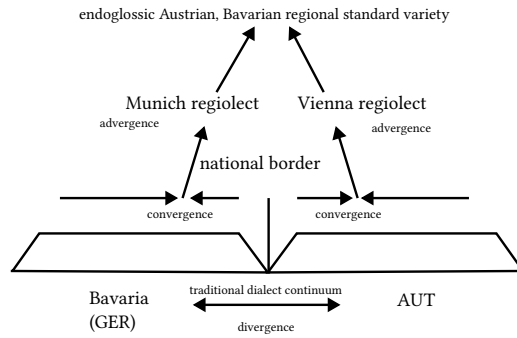 endoglossic Austrian, Bavarian regional standard variety
Munich regiolect
Vienna regiolect
advergence
advergence
national border
convergence
convergence
traditional dialect continuum
Bavaria
(GER)
AUT
divergence